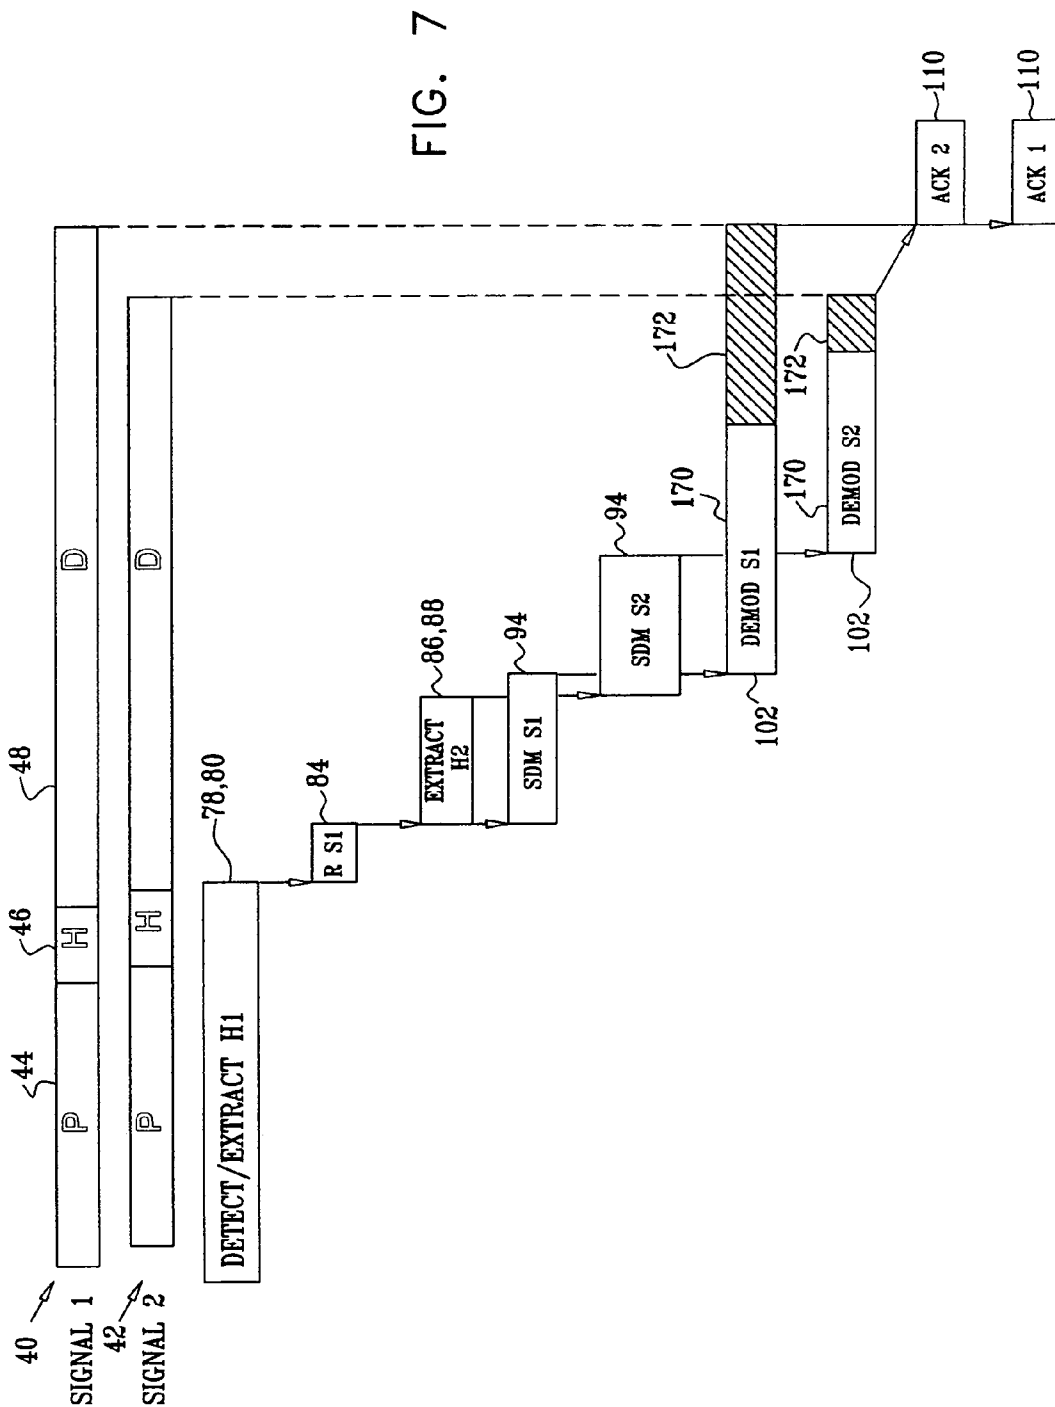 FIG. 7
40
SIGNAL 1
44
46
48
P
H
D
42
SIGNAL 2
P
H
D
DETECT/EXTRACT H1
78,80
R S1
84
EXTRACT
H2
86,88
SDM S1
94
SDM S2
94
102
DEMOD S1
170
172
102
DEMOD S2
170
172
ACK 2
110
ACK 1
110